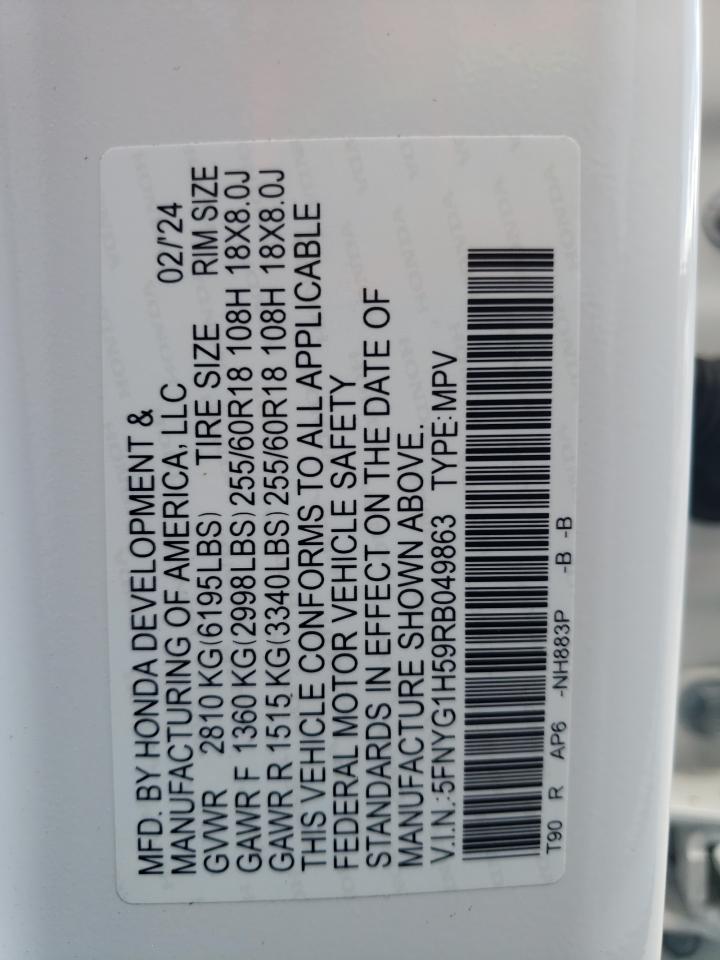 MFD. BY HONDA DEVELOPMENT &
MANUFACTURING OF AMERICA, LLC 02/'24
GVWR 2810 KG(6195LBS) TIRE SIZE RIM SIZE
GAWR F 1360 KG(2998LBS) 255/60R18 108H 18X8.0J
GAWR R 1515 KG(3340LBS) 255/60R18 108H 18X8.0J
THIS VEHICLE CONFORMS TO ALL APPLICABLE
FEDERAL MOTOR VEHICLE SAFETY
STANDARDS IN EFFECT ON THE DATE OF
MANUFACTURE SHOWN ABOVE.
V.I.N.:5FNYG1H59RB049863 TYPE:MPV
T90 R AP6 -NH883P -B -B